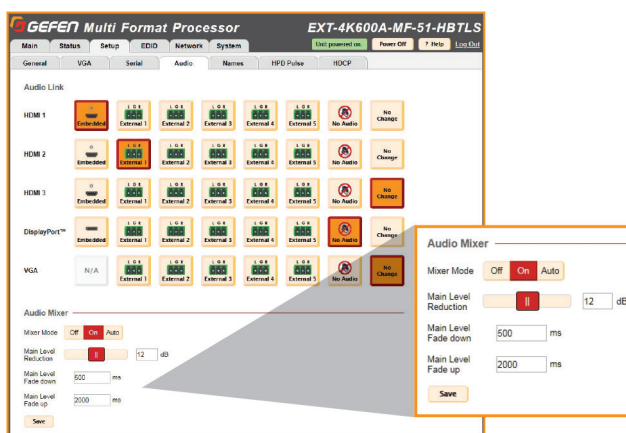 GEFEN Multi Format Processor EXT-4K600A-MF-51-HBTLS
Main Status Setup EDID Network System Unit powered on. Power Off ? Help Log Out
General VGA Serial Audio Names HPD Pulse HDCP
Audio Link
HDMI 1 Embedded L G R External 1 L G R External 2 L G R External 3 L G R External 4 L G R External 5 No Audio No Change
HDMI 2 Embedded L G R External 1 L G R External 2 L G R External 3 L G R External 4 L G R External 5 No Audio No Change
HDMI 3 Embedded L G R External 1 L G R External 2 L G R External 3 L G R External 4 L G R External 5 No Audio No Change
DisplayPort™ Embedded L G R External 1 L G R External 2 L G R External 3 L G R External 4 L G R External 5 No Audio No Change
VGA N/A L G R External 1 L G R External 2 L G R External 3 L G R External 4 L G R External 5 No Audio No Change
Audio Mixer
Mixer Mode Off On Auto
Main Level Reduction 12 dB
Main Level Fade down 500 ms
Main Level Fade up 2000 ms
Save
Audio Mixer
Mixer Mode Off On Auto
Main Level Reduction 12 dB
Main Level Fade down 500 ms
Main Level Fade up 2000 ms
Save